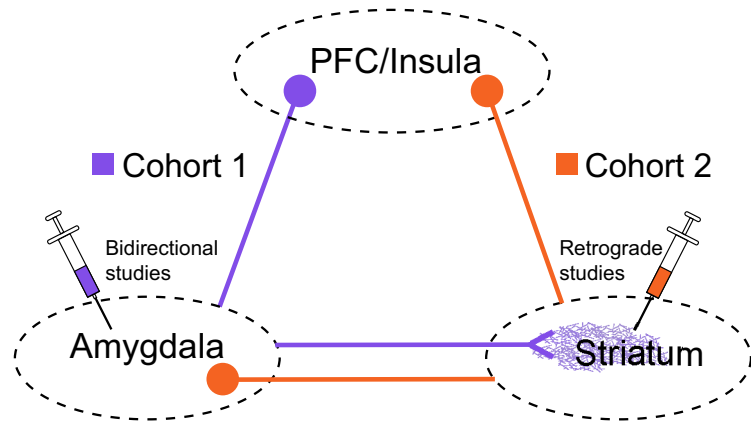 PFC/Insula
Cohort 1
Cohort 2
Bidirectional
studies
Retrograde
studies
Amygdala
Striatum